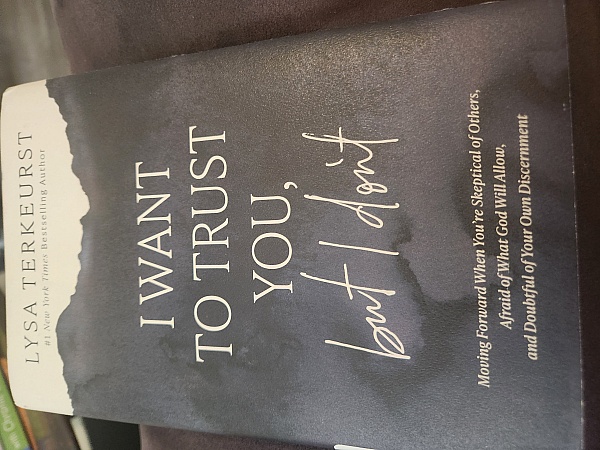 LYSA TERKEURST
#1 New York Times Bestselling Author
I WANT
TO TRUST
YOU,
but I don't
Moving Forward When You're Skeptical of Others,
Afraid of What God Will Allow,
and Doubtful of Your Own Discernment